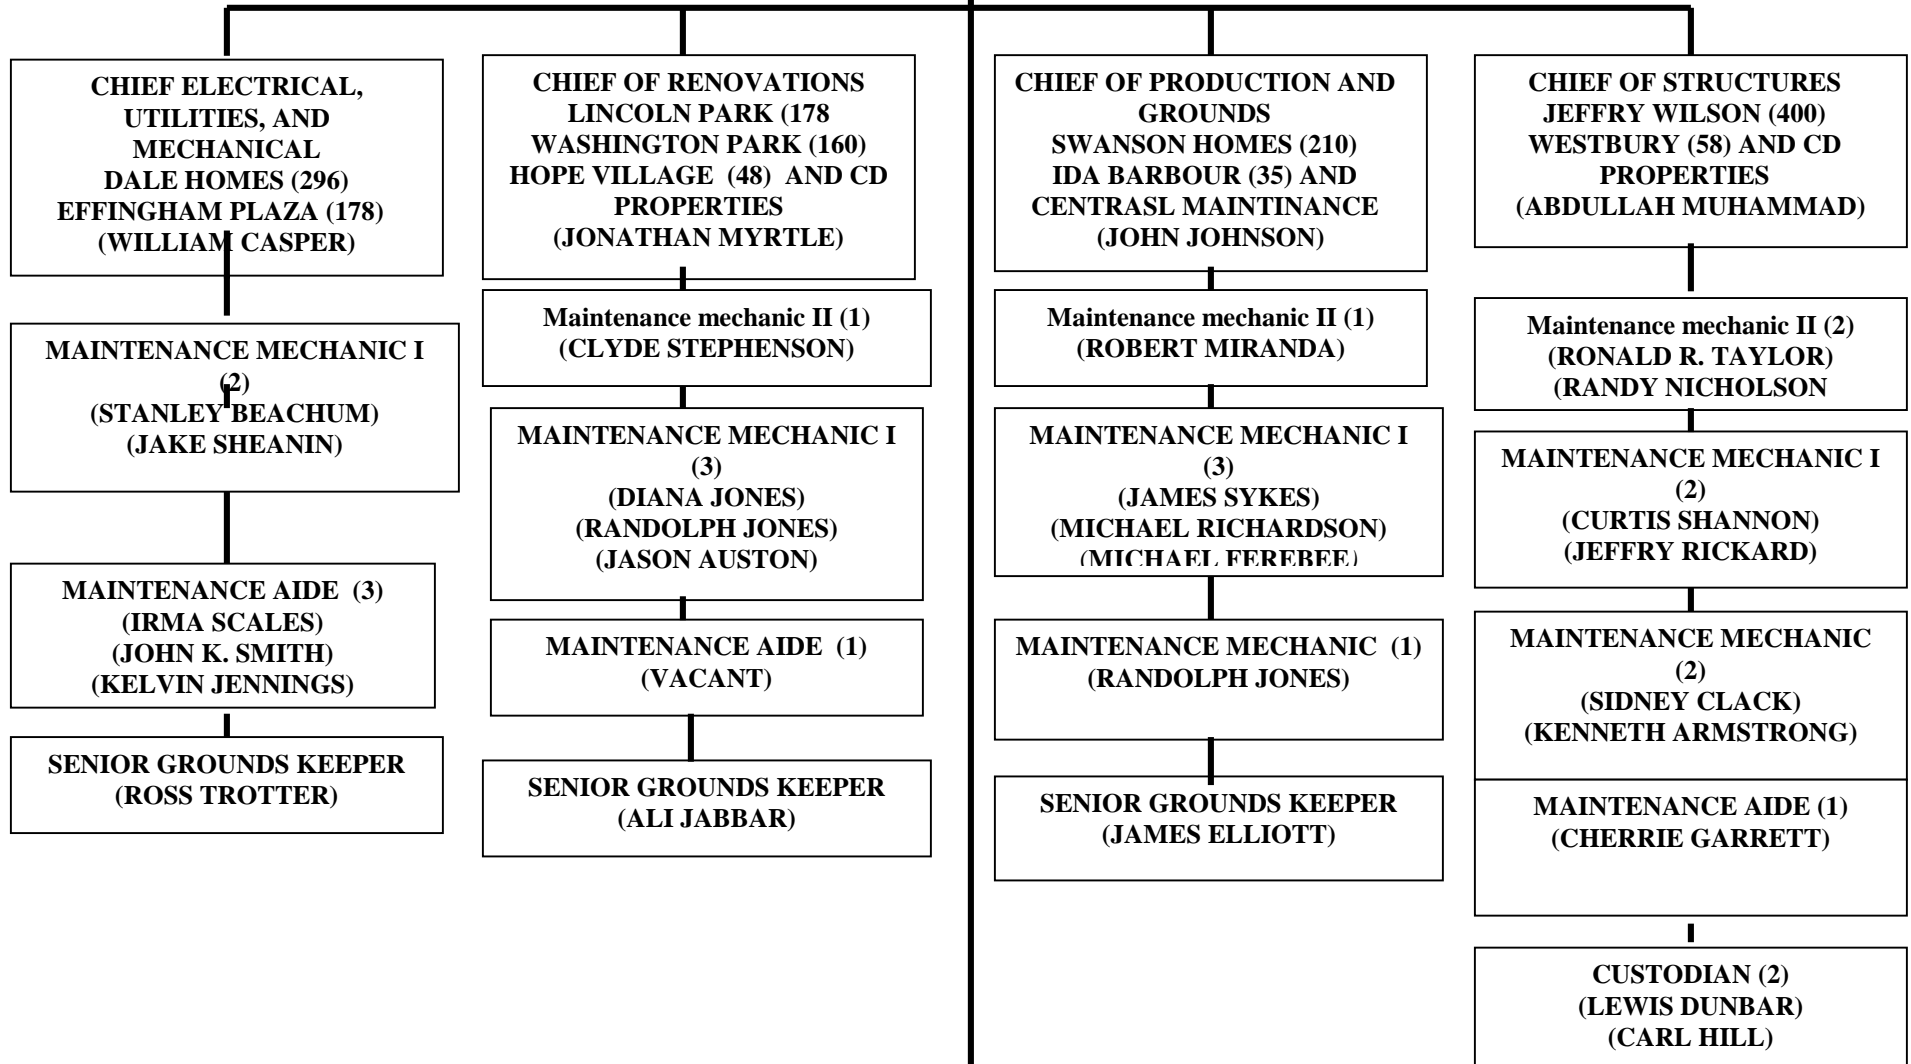 CHIEF ELECTRICAL,
UTILITIES, AND
MECHANICAL
DALE HOMES (296)
EFFINGHAM PLAZA (178)
(WILLIAM CASPER)
MAINTENANCE MECHANIC I
(2)
(STANLEY BEACHUM)
(JAKE SHEANIN)
MAINTENANCE AIDE (3)
(IRMA SCALES)
(JOHN K. SMITH)
(KELVIN JENNINGS)
SENIOR GROUNDS KEEPER
(ROSS TROTTER)
CHIEF OF RENOVATIONS
LINCOLN PARK (178
WASHINGTON PARK (160)
HOPE VILLAGE (48) AND CD
PROPERTIES
(JONATHAN MYRTLE)
Maintenance mechanic II (1)
(CLYDE STEPHENSON)
MAINTENANCE MECHANIC I
(3)
(DIANA JONES)
(RANDOLPH JONES)
(JASON AUSTON)
MAINTENANCE AIDE (1)
(VACANT)
SENIOR GROUNDS KEEPER
(ALI JABBAR)
CHIEF OF PRODUCTION AND
GROUNDS
SWANSON HOMES (210)
IDA BARBOUR (35) AND
CENTRASL MAINTINANCE
(JOHN JOHNSON)
Maintenance mechanic II (1)
(ROBERT MIRANDA)
MAINTENANCE MECHANIC I
(3)
(JAMES SYKES)
(MICHAEL RICHARDSON)
(MICHAEL FEREBEE)
MAINTENANCE MECHANIC (1)
(RANDOLPH JONES)
SENIOR GROUNDS KEEPER
(JAMES ELLIOTT)
CHIEF OF STRUCTURES
JEFFRY WILSON (400)
WESTBURY (58) AND CD
PROPERTIES
(ABDULLAH MUHAMMAD)
Maintenance mechanic II (2)
(RONALD R. TAYLOR)
(RANDY NICHOLSON
MAINTENANCE MECHANIC I
(2)
(CURTIS SHANNON)
(JEFFRY RICKARD)
MAINTENANCE MECHANIC
(2)
(SIDNEY CLACK)
(KENNETH ARMSTRONG)
MAINTENANCE AIDE (1)
(CHERRIE GARRETT)
CUSTODIAN (2)
(LEWIS DUNBAR)
(CARL HILL)